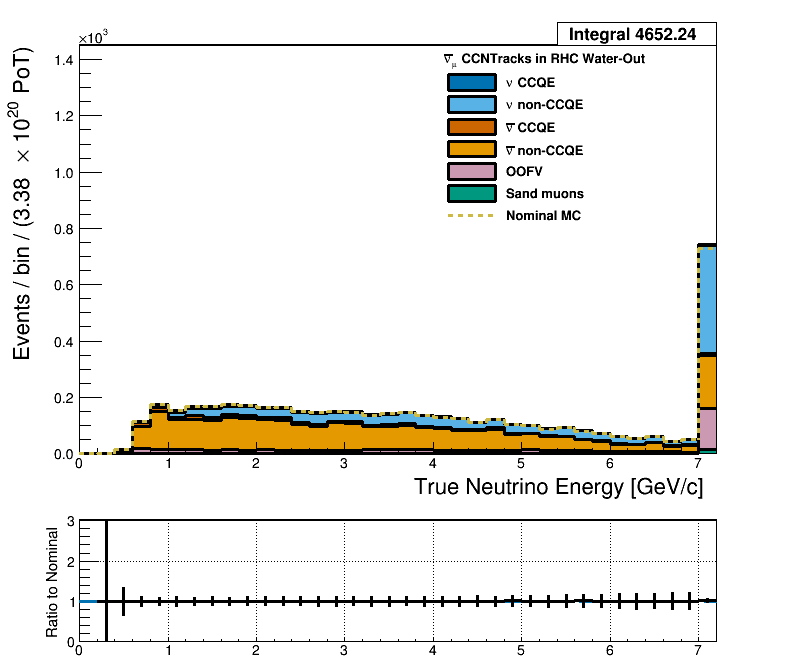 Integral 4652.24
×10³
ν̅μ CCNTracks in RHC Water-Out
ν CCQE
ν non-CCQE
ν̅ CCQE
ν̅ non-CCQE
OOFV
Sand muons
Nominal MC
Events / bin / (3.38 × 10²⁰ PoT)
1.4
1.2
1.0
0.8
0.6
0.4
0.2
0.0
0 1 2 3 4 5 6 7
True Neutrino Energy [GeV/c]
Ratio to Nominal
3
2
1
0
0 1 2 3 4 5 6 7